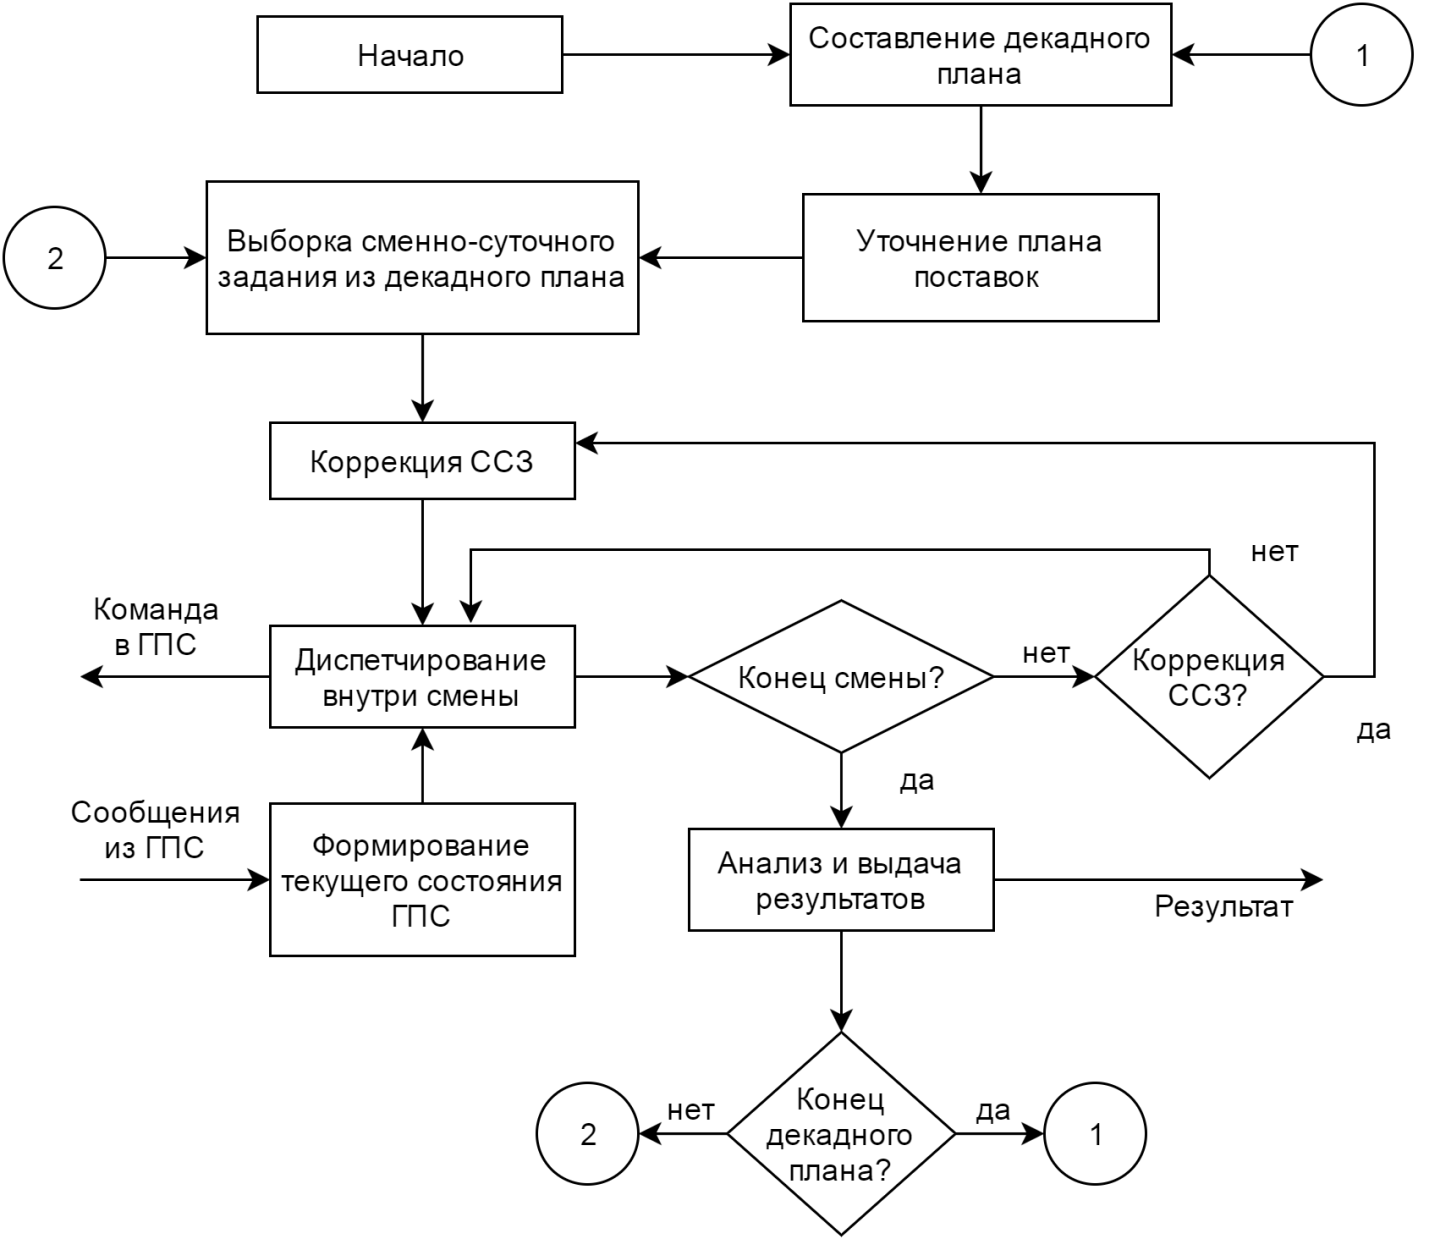 Начало
Составление декадного
плана
1
2
Выборка сменно-суточного
задания из декадного плана
Уточнение плана
поставок
Коррекция ССЗ
нет
Команда
в ГПС
Диспетчирование
внутри смены
Конец смены?
нет
Коррекция
ССЗ?
да
да
Сообщения
из ГПС
Формирование
текущего состояния
ГПС
Анализ и выдача
результатов
Результат
2
нет
Конец
декадного
плана?
да
1